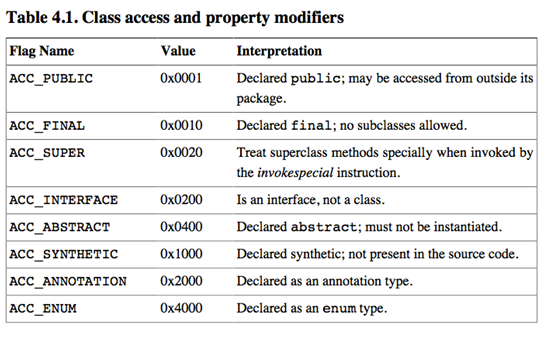 Table 4.1. Class access and property modifiers
Flag Name Value Interpretation
ACC_PUBLIC 0x0001 Declared public; may be accessed from outside its
package.
ACC_FINAL 0x0010 Declared final; no subclasses allowed.
ACC_SUPER 0x0020 Treat superclass methods specially when invoked by
the invokespecial instruction.
ACC_INTERFACE 0x0200 Is an interface, not a class.
ACC_ABSTRACT 0x0400 Declared abstract; must not be instantiated.
ACC_SYNTHETIC 0x1000 Declared synthetic; not present in the source code.
ACC_ANNOTATION 0x2000 Declared as an annotation type.
ACC_ENUM 0x4000 Declared as an enum type.